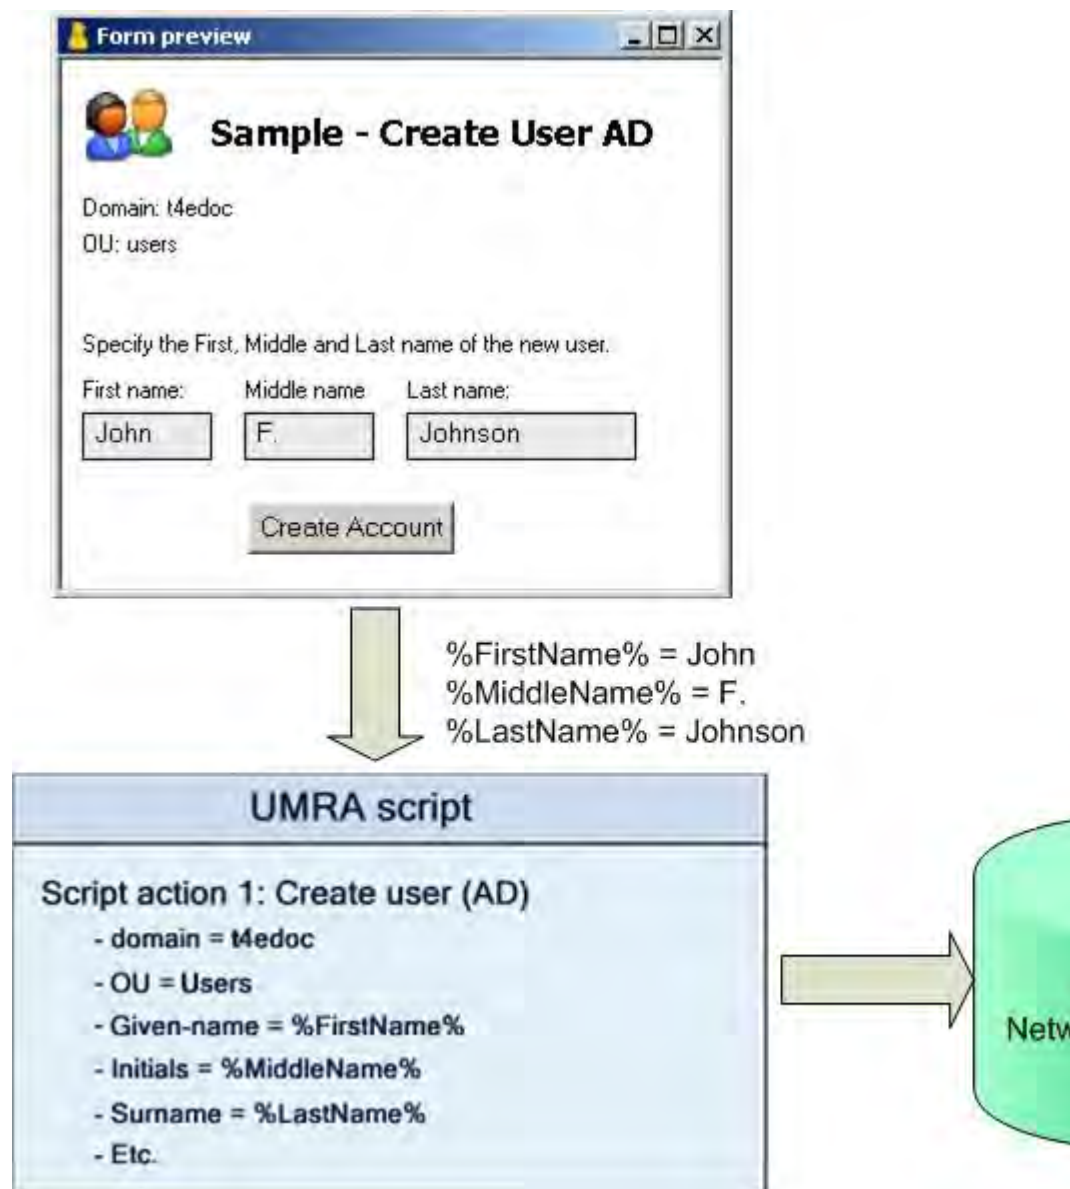 Form preview
Sample - Create User AD
Domain: t4edoc
OU: users
Specify the First, Middle and Last name of the new user.
First name: Middle name Last name:
John F. Johnson
Create Account
%FirstName% = John
%MiddleName% = F.
%LastName% = Johnson
UMRA script
Script action 1: Create user (AD)
- domain = t4edoc
- OU = Users
- Given-name = %FirstName%
- Initials = %MiddleName%
- Surname = %LastName%
- Etc.
Netw